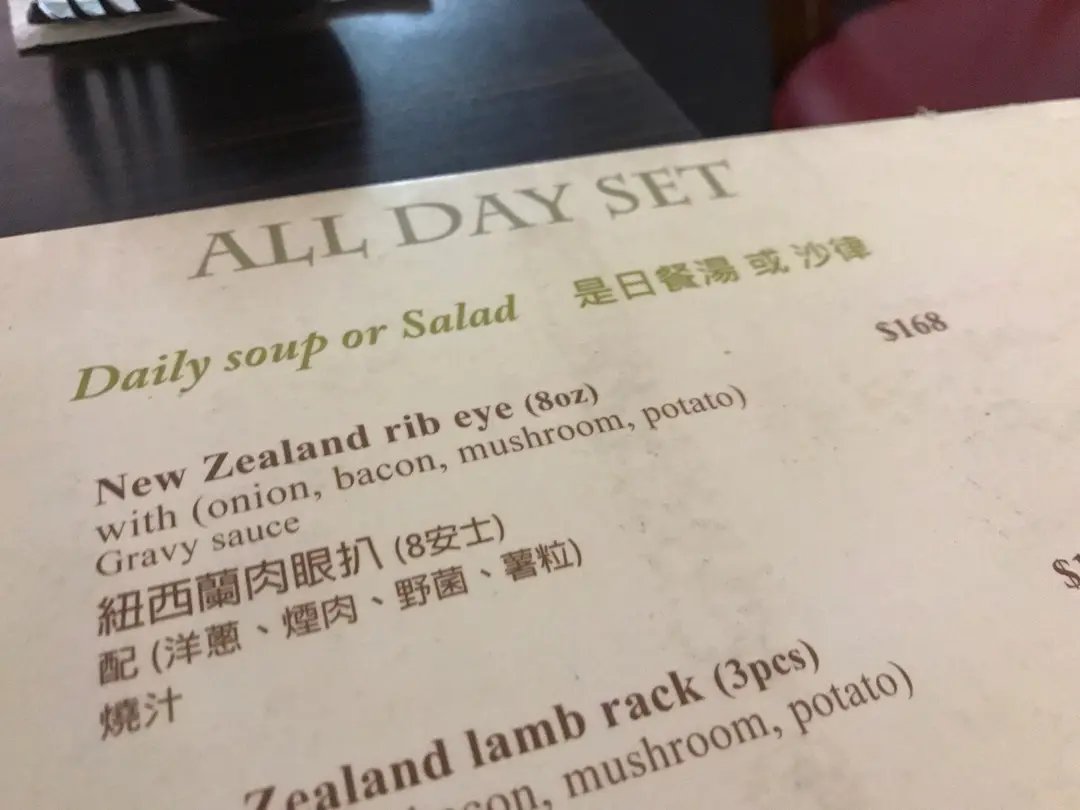 ALL DAY SET
Daily soup or Salad 是日餐湯 或 沙律
$168
New Zealand rib eye (8oz)
with (onion, bacon, mushroom, potato)
Gravy sauce
紐西蘭肉眼扒 (8安士)
配 (洋蔥、煙肉、野菌、薯粒)
燒汁
Zealand lamb rack (3pcs)
mushroom, potato)